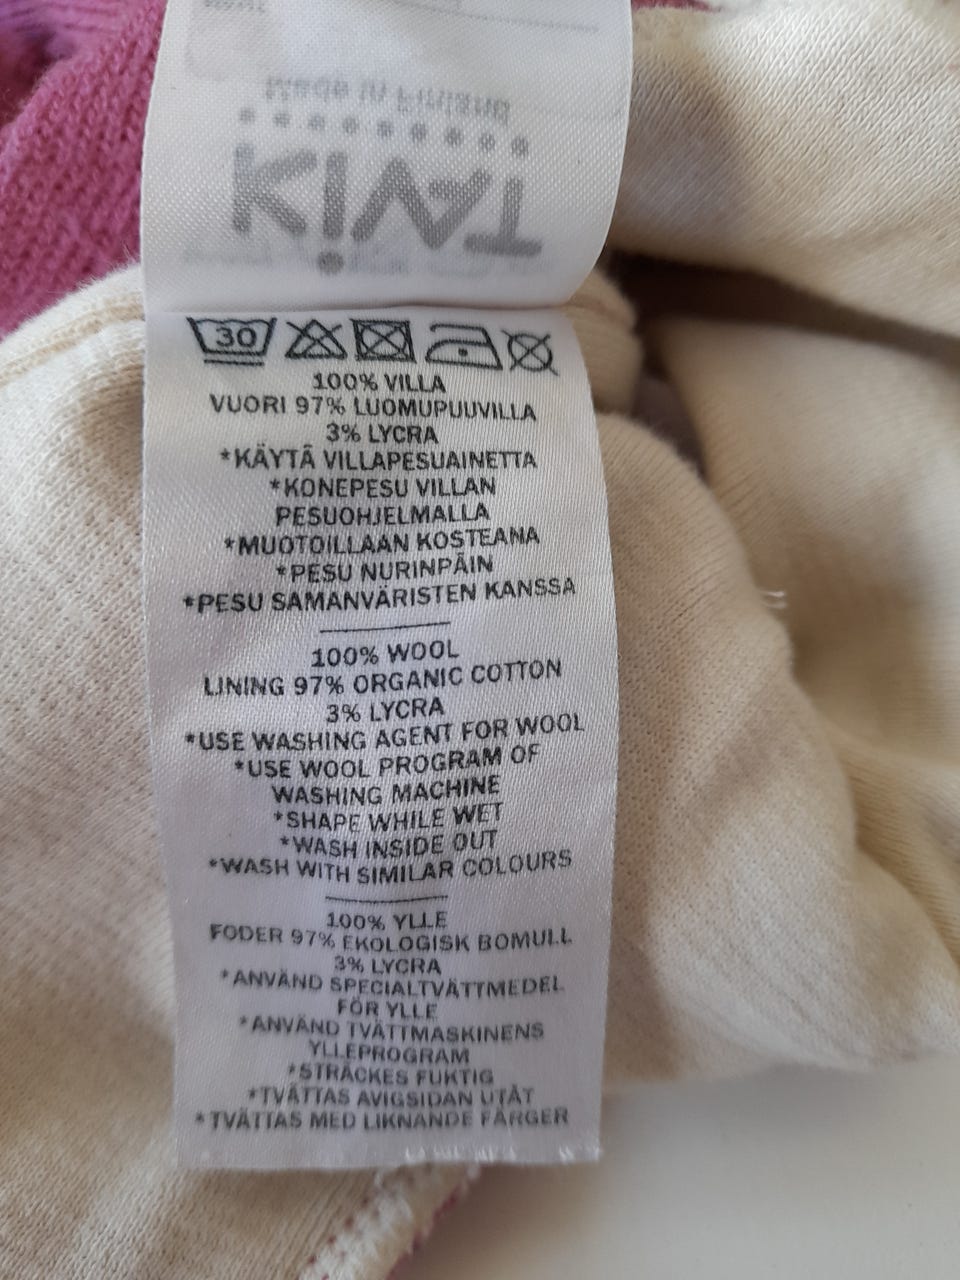 Made in Finland
KIVAT
30
100% VILLA
VUORI 97% LUOMUPUUVILLA
3% LYCRA
*KÄYTÄ VILLAPESUAINETTA
*KONEPESU VILLAN
PESUOHJELMALLA
*MUOTOILLAAN KOSTEANA
*PESU NURINPÄIN
*PESU SAMANVÄRISTEN KANSSA
100% WOOL
LINING 97% ORGANIC COTTON
3% LYCRA
*USE WASHING AGENT FOR WOOL
*USE WOOL PROGRAM OF
WASHING MACHINE
*SHAPE WHILE WET
*WASH INSIDE OUT
*WASH WITH SIMILAR COLOURS
100% YLLE
FODER 97% EKOLOGISK BOMULL
3% LYCRA
*ANVÄND SPECIALTVÄTTMEDEL
FÖR YLLE
*ANVÄND TVÄTTMASKINENS
YLLEPROGRAM
*STRÄCKES FUKTIG
*TVÄTTAS AVIGSIDAN UTÅT
*TVÄTTAS MED LIKNANDE FÄRGER